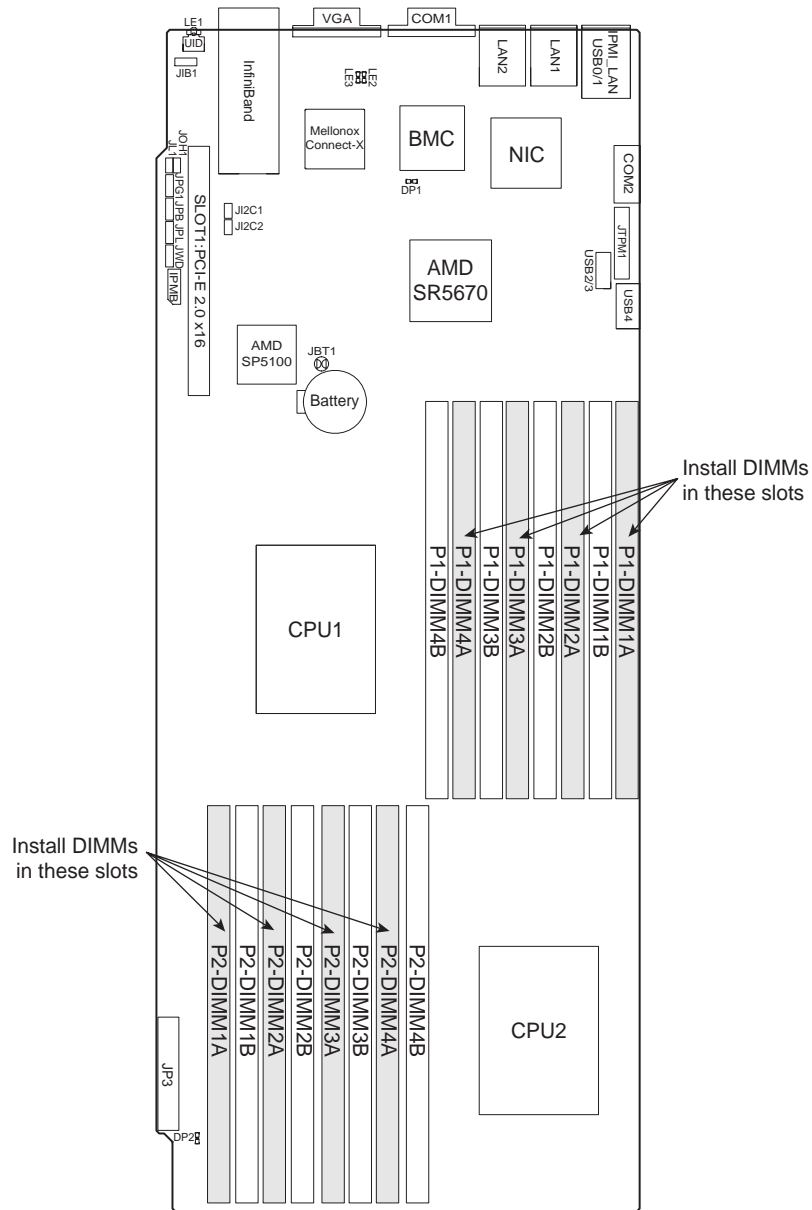 LE1
UID
JIB1
InfiniBand
VGA
COM1
LAN2
LAN1
IPMI_LAN
USB0/1
LE3
LE2
Mellonox
Connect-X
BMC
DP1
NIC
COM2
JTPM1
USB2/3
USB4
JL1
JOH1
JPG1
JPB
JPL
JWD
IPMB
SLOT1:PCI-E 2.0 x16
JI2C1
JI2C2
AMD
SR5670
AMD
SP5100
JBT1
Battery
Install DIMMs
in these slots
P1-DIMM4B
P1-DIMM4A
P1-DIMM3B
P1-DIMM3A
P1-DIMM2B
P1-DIMM2A
P1-DIMM1B
P1-DIMM1A
CPU1
Install DIMMs
in these slots
P2-DIMM1A
P2-DIMM1B
P2-DIMM2A
P2-DIMM2B
P2-DIMM3A
P2-DIMM3B
P2-DIMM4A
P2-DIMM4B
CPU2
JP3
DP2